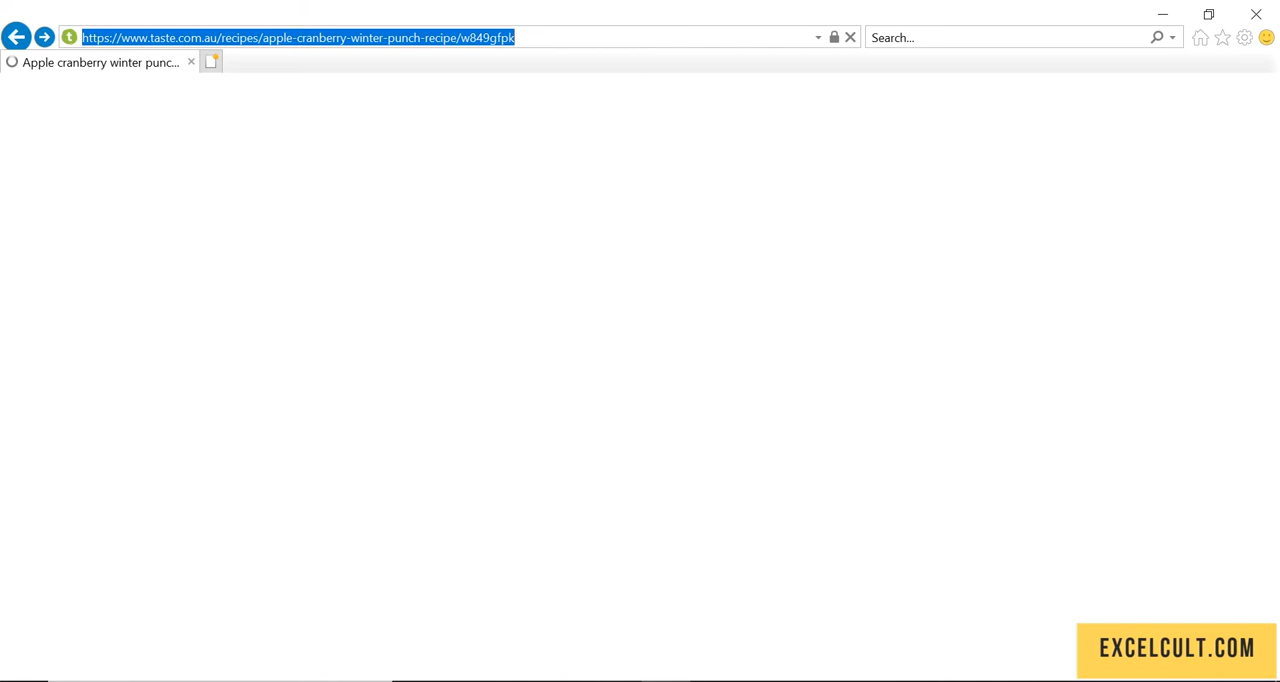 https://www.taste.com.au/recipes/apple-cranberry-winter-punch-recipe/w849gfpk
Search...
Apple cranberry winter punc...
EXCELCULT.COM